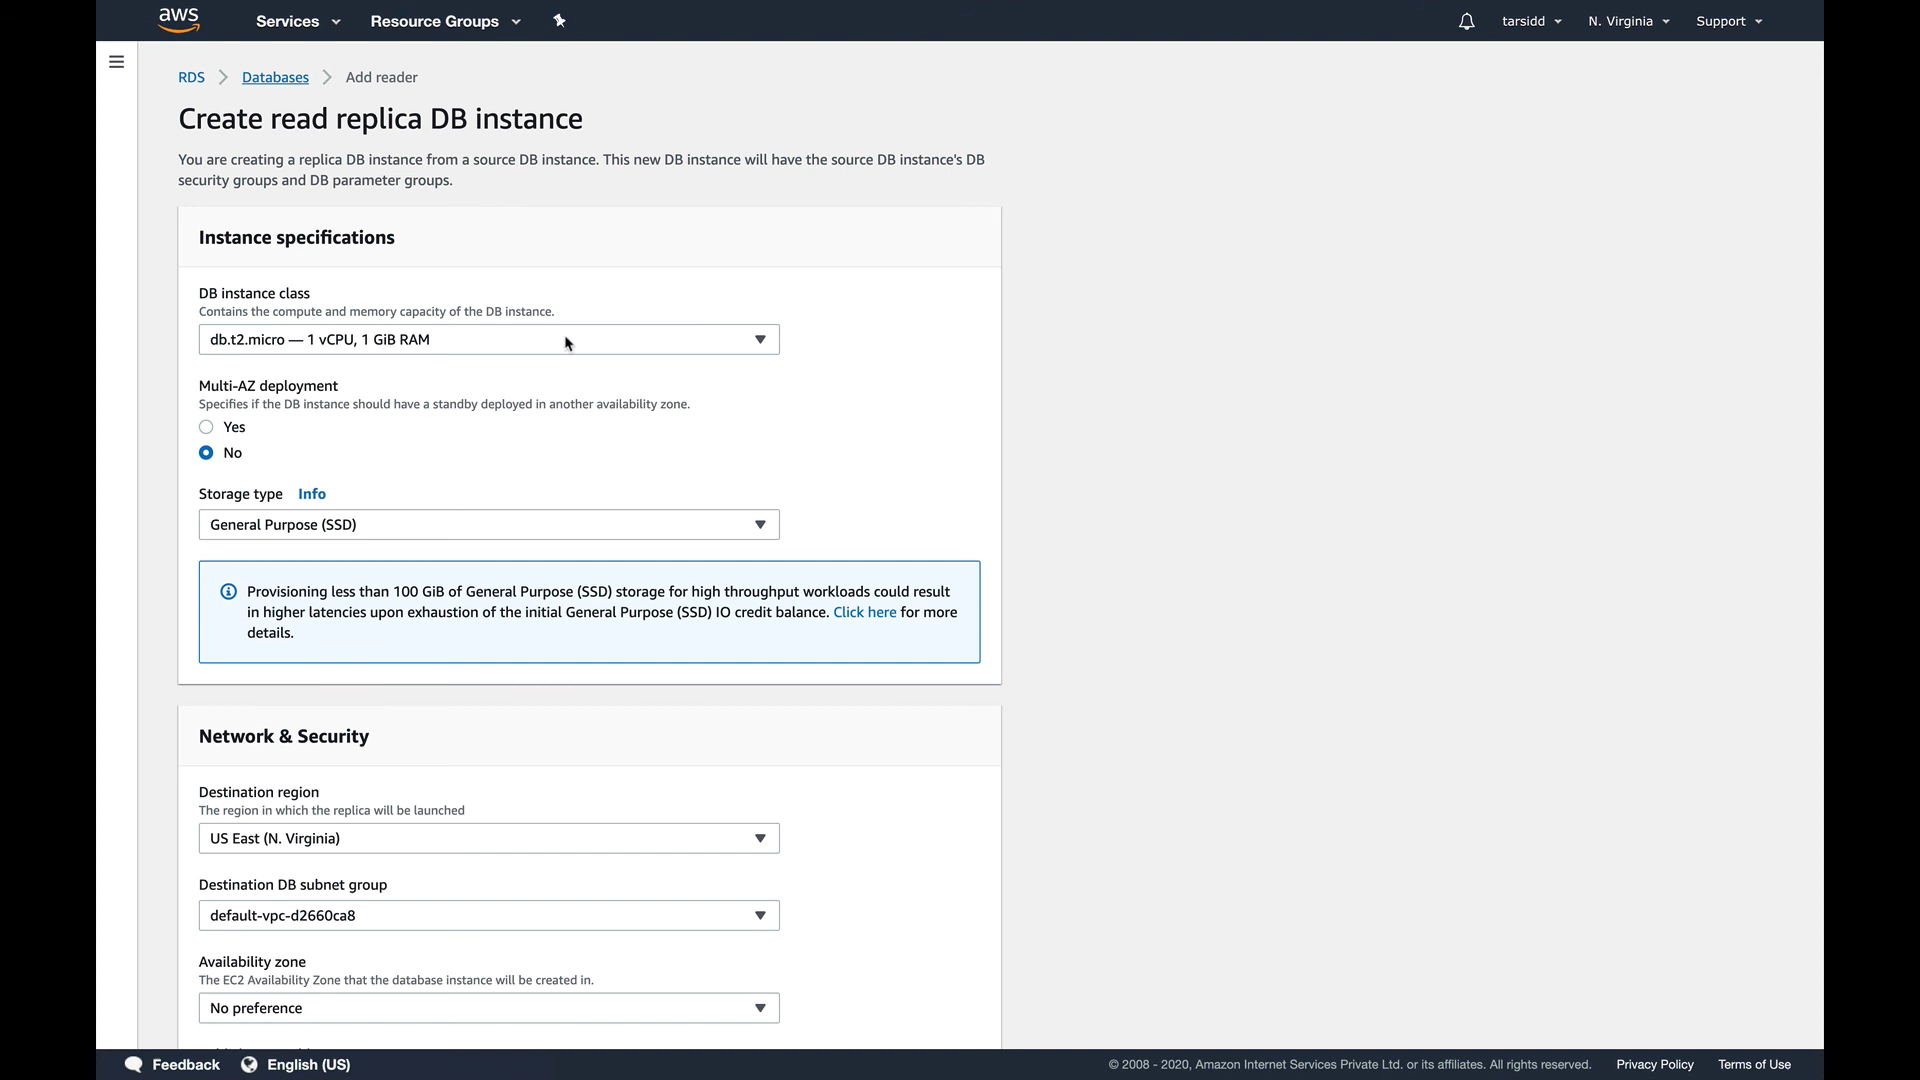 aws
Services
Resource Groups
tarsidd
N. Virginia
Support
RDS
Databases
Add reader
Create read replica DB instance
You are creating a replica DB instance from a source DB instance. This new DB instance will have the source DB instance's DB
security groups and DB parameter groups.
Instance specifications
DB instance class
Contains the compute and memory capacity of the DB instance.
db.t2.micro — 1 vCPU, 1 GiB RAM
Multi-AZ deployment
Specifies if the DB instance should have a standby deployed in another availability zone.
Yes
No
Storage type Info
General Purpose (SSD)
Provisioning less than 100 GiB of General Purpose (SSD) storage for high throughput workloads could result
in higher latencies upon exhaustion of the initial General Purpose (SSD) IO credit balance. Click here for more
details.
Network & Security
Destination region
The region in which the replica will be launched
US East (N. Virginia)
Destination DB subnet group
default-vpc-d2660ca8
Availability zone
The EC2 Availability Zone that the database instance will be created in.
No preference
Feedback
English (US)
© 2008 - 2020, Amazon Internet Services Private Ltd. or its affiliates. All rights reserved.
Privacy Policy
Terms of Use